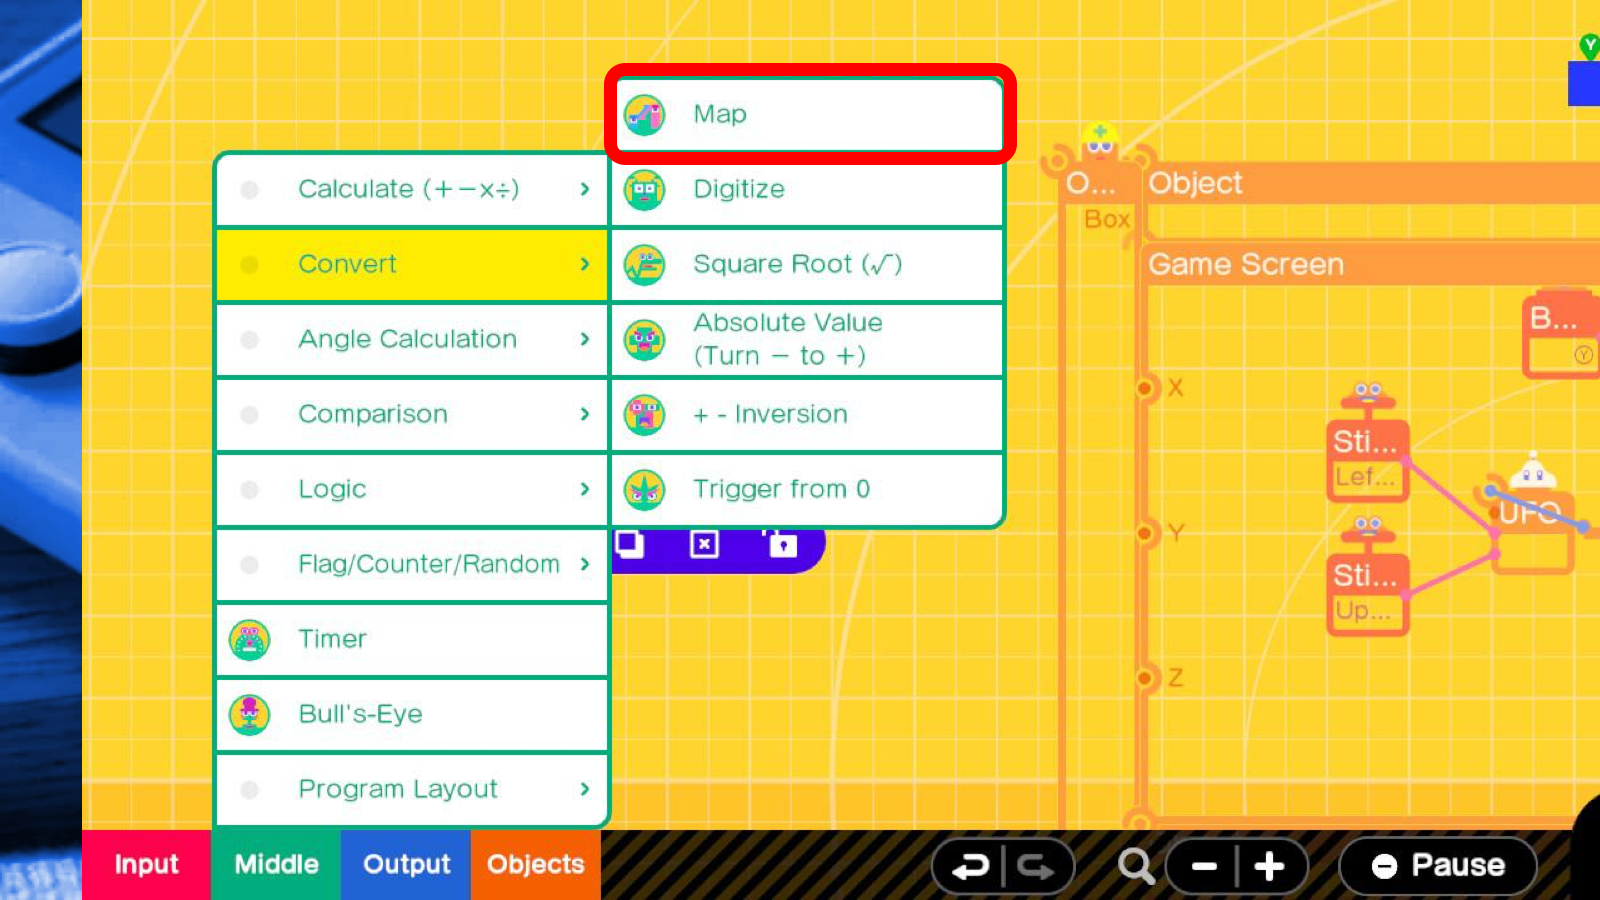 Map
Calculate (+−x÷)
Digitize
Convert
Square Root (√‾)
Angle Calculation
Absolute Value
(Turn − to +)
Comparison
+ - Inversion
Logic
Trigger from 0
Flag/Counter/Random
Timer
Bull's-Eye
Program Layout
Y
O...
Object
Box
Game Screen
B...
Y
X
Sti...
Lef...
UFO
Y
Sti...
Up...
Z
Input
Middle
Output
Objects
Pause